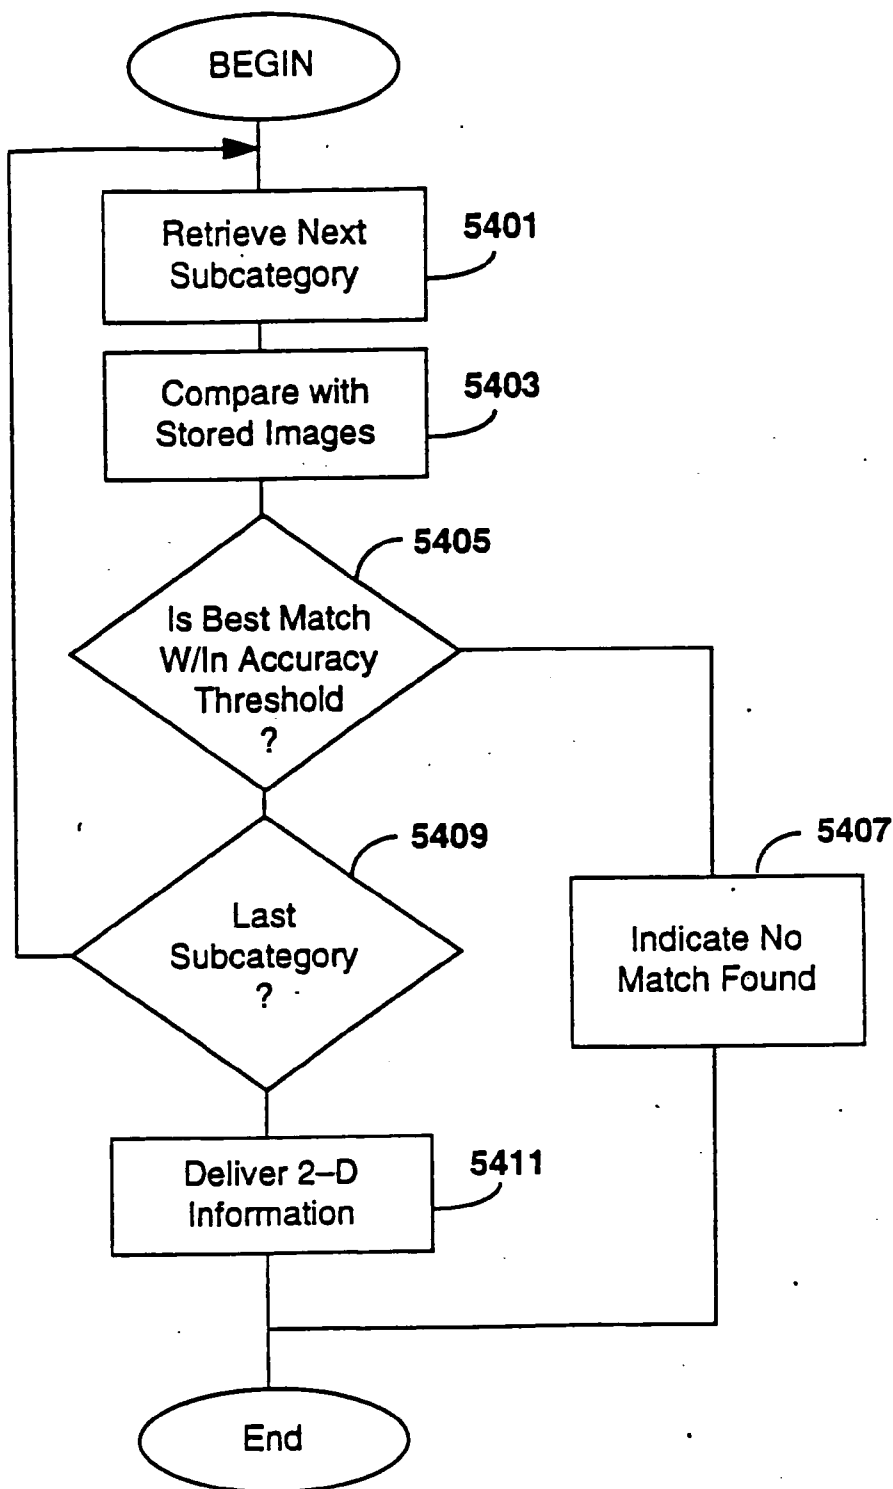 BEGIN
Retrieve Next
Subcategory
5401
Compare with
Stored Images
5403
5405
Is Best Match
W/In Accuracy
Threshold
?
5409
Last
Subcategory
?
5407
Indicate No
Match Found
Deliver 2–D
Information
5411
End